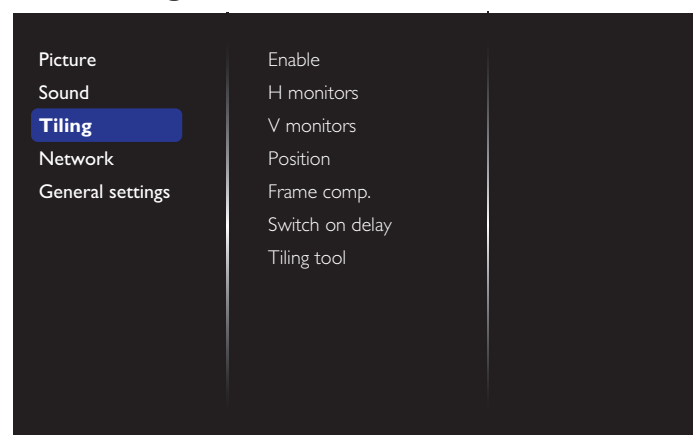 Picture
Sound
Tiling
Network
General settings
Enable
H monitors
V monitors
Position
Frame comp.
Switch on delay
Tiling tool